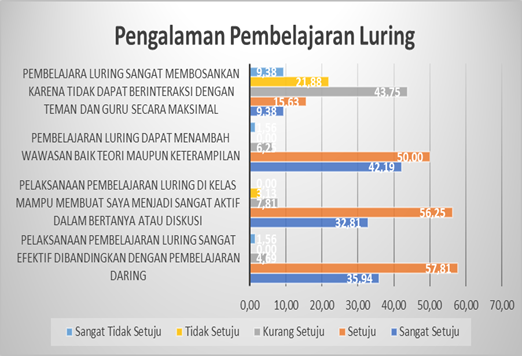 Pengalaman Pembelajaran Luring
PEMBELAJARA LURING SANGAT MEMBOSANKAN
KARENA TIDAK DAPAT BERINTERAKSI DENGAN
TEMAN DAN GURU SECARA MAKSIMAL
9,38
21,88
43,75
15,63
9,38
PEMBELAJARAN LURING DAPAT MENAMBAH
WAWASAN BAIK TEORI MAUPUN KETERAMPILAN
6,25
50,00
42,19
PELAKSANAAN PEMBELAJARAN LURING DI KELAS
MAMPU MEMBUAT SAYA MENJADI SANGAT AKTIF
DALAM BERTANYA ATAU DISKUSI
0,00
3,13
7,81
56,25
32,81
PELAKSANAAN PEMBELAJARAN LURING SANGAT
EFEKTIF DIBANDINGKAN DENGAN PEMBELAJARAN
DARING
1,56
0,00
4,69
57,81
35,94
0,00 10,00 20,00 30,00 40,00 50,00 60,00 70,00
Sangat Tidak Setuju Tidak Setuju Kurang Setuju Setuju Sangat Setuju